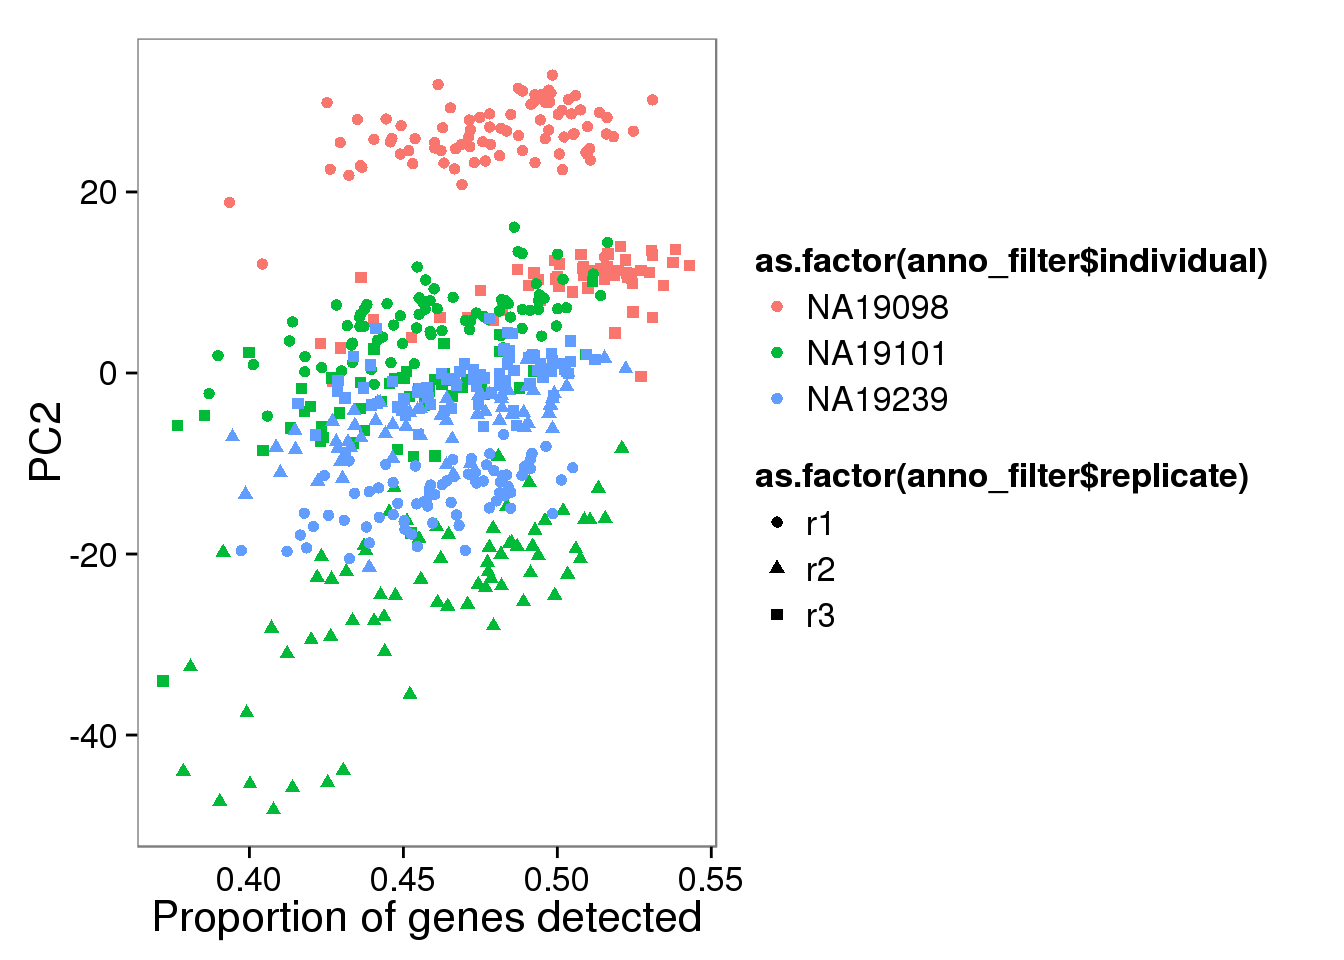 20
0
-20
-40
PC2
0.40 0.45 0.50 0.55
Proportion of genes detected
as.factor(anno_filter$individual)
NA19098
NA19101
NA19239
as.factor(anno_filter$replicate)
r1
r2
r3